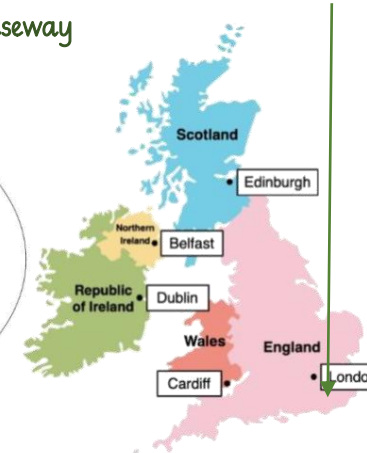 seway
Scotland
Edinburgh
Northern
Ireland
Belfast
Republic
of Ireland
Dublin
Wales
England
Cardiff
Londo